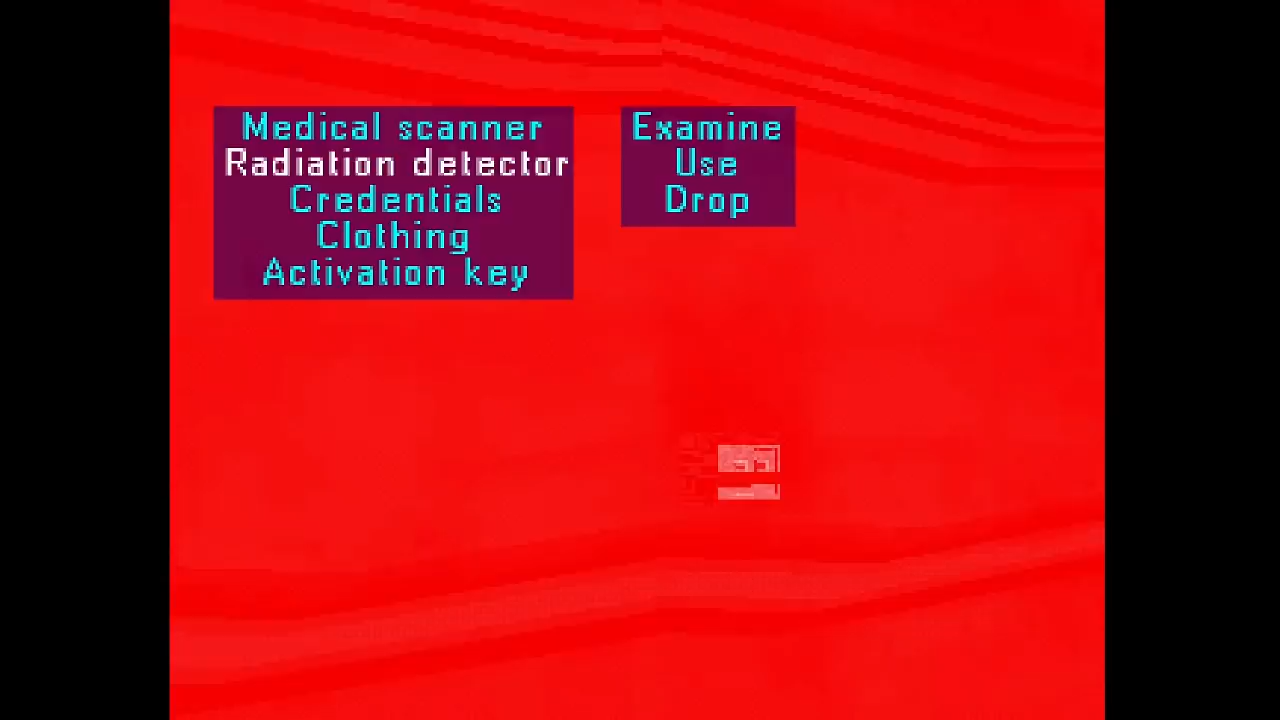 Medical scanner
Radiation detector
Credentials
Clothing
Activation key
Examine
Use
Drop